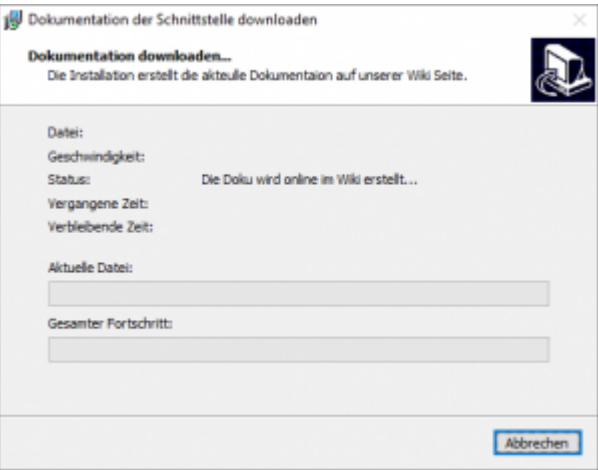 Dokumentation der Schnittstelle downloaden
Dokumentation downloaden...
Die Installation erstellt die akteulle Dokumentaion auf unserer Wiki Seite.
Datei:
Geschwindigkeit:
Status: Die Doku wird online im Wiki erstellt...
Vergangene Zeit:
Verbleibende Zeit:
Aktuelle Datei:
Gesamter Fortschritt:
Abbrechen